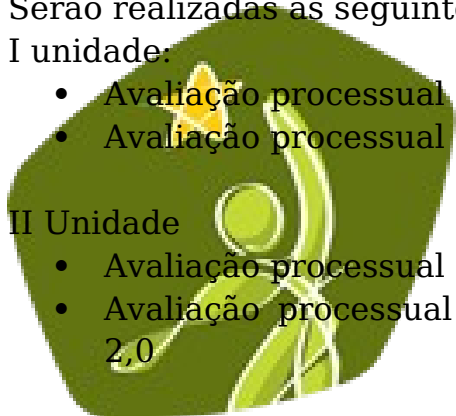 Serão realizadas as seguint
I unidade:
• Avaliação processual
• Avaliação processual
II Unidade
• Avaliação processual
• Avaliação processual
2,0